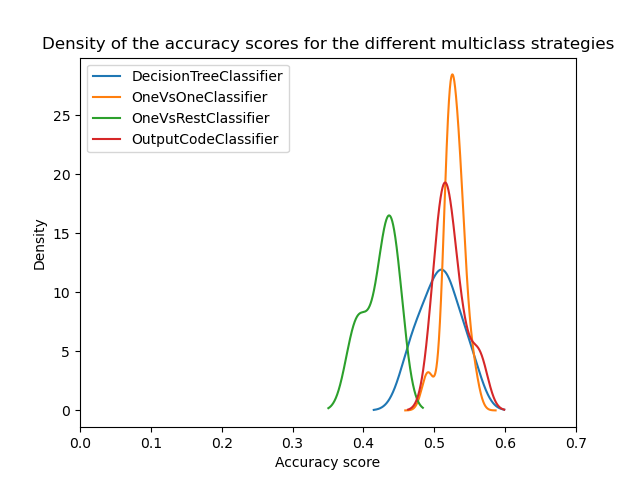 Density of the accuracy scores for the different multiclass strategies
DecisionTreeClassifier
OneVsOneClassifier
OneVsRestClassifier
OutputCodeClassifier
Density
25
20
15
10
5
0
0.0 0.1 0.2 0.3 0.4 0.5 0.6 0.7
Accuracy score